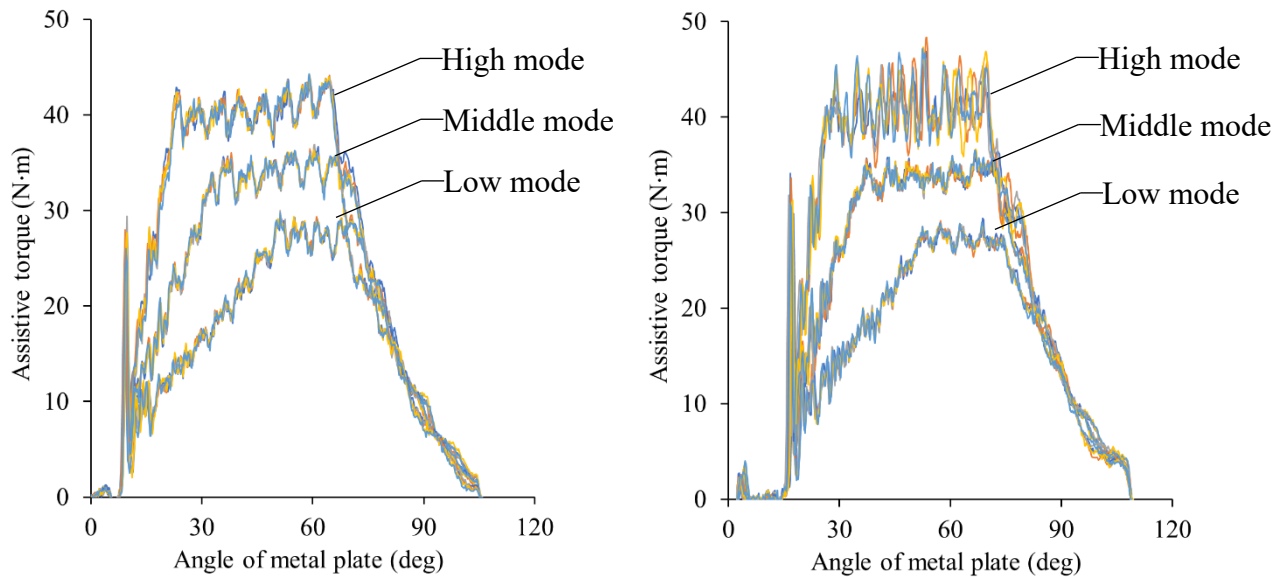 50
40
30
20
10
0
Assistive torque (N·m)
High mode
Middle mode
Low mode
0 30 60 90 120
Angle of metal plate (deg)
50
40
30
20
10
0
Assistive torque (N·m)
High mode
Middle mode
Low mode
0 30 60 90 120
Angle of metal plate (deg)